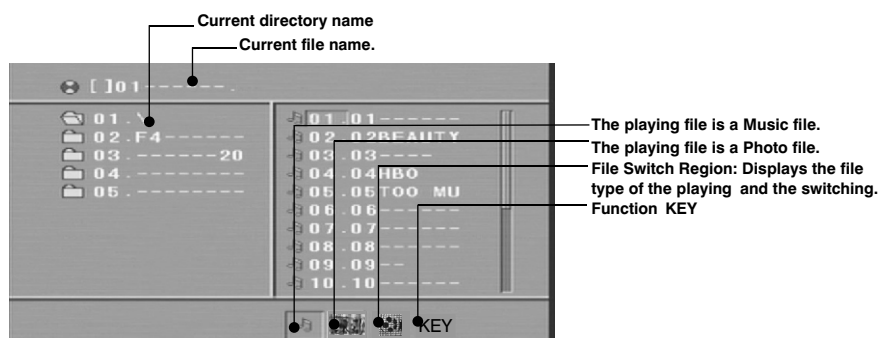 Current directory name
Current file name.
[ ]01-------.
01.\
02.F4------
03.------20
04.--------
05.--------
01.01------
02.02BEAUTY
03.03----
04.04HBO
05.05TOO MU
06.06------
07.07------
08.08------
09.09--
10.10------
KEY
The playing file is a Music file.
The playing file is a Photo file.
File Switch Region: Displays the file
type of the playing and the switching.
Function KEY